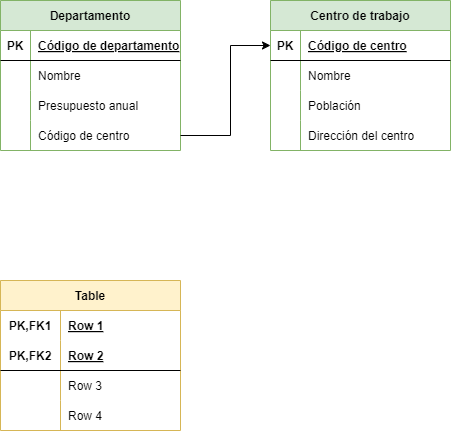 Departamento
PK Código de departamento
Nombre
Presupuesto anual
Código de centro
Centro de trabajo
PK Código de centro
Nombre
Población
Dirección del centro
Table
PK,FK1 Row 1
PK,FK2 Row 2
Row 3
Row 4